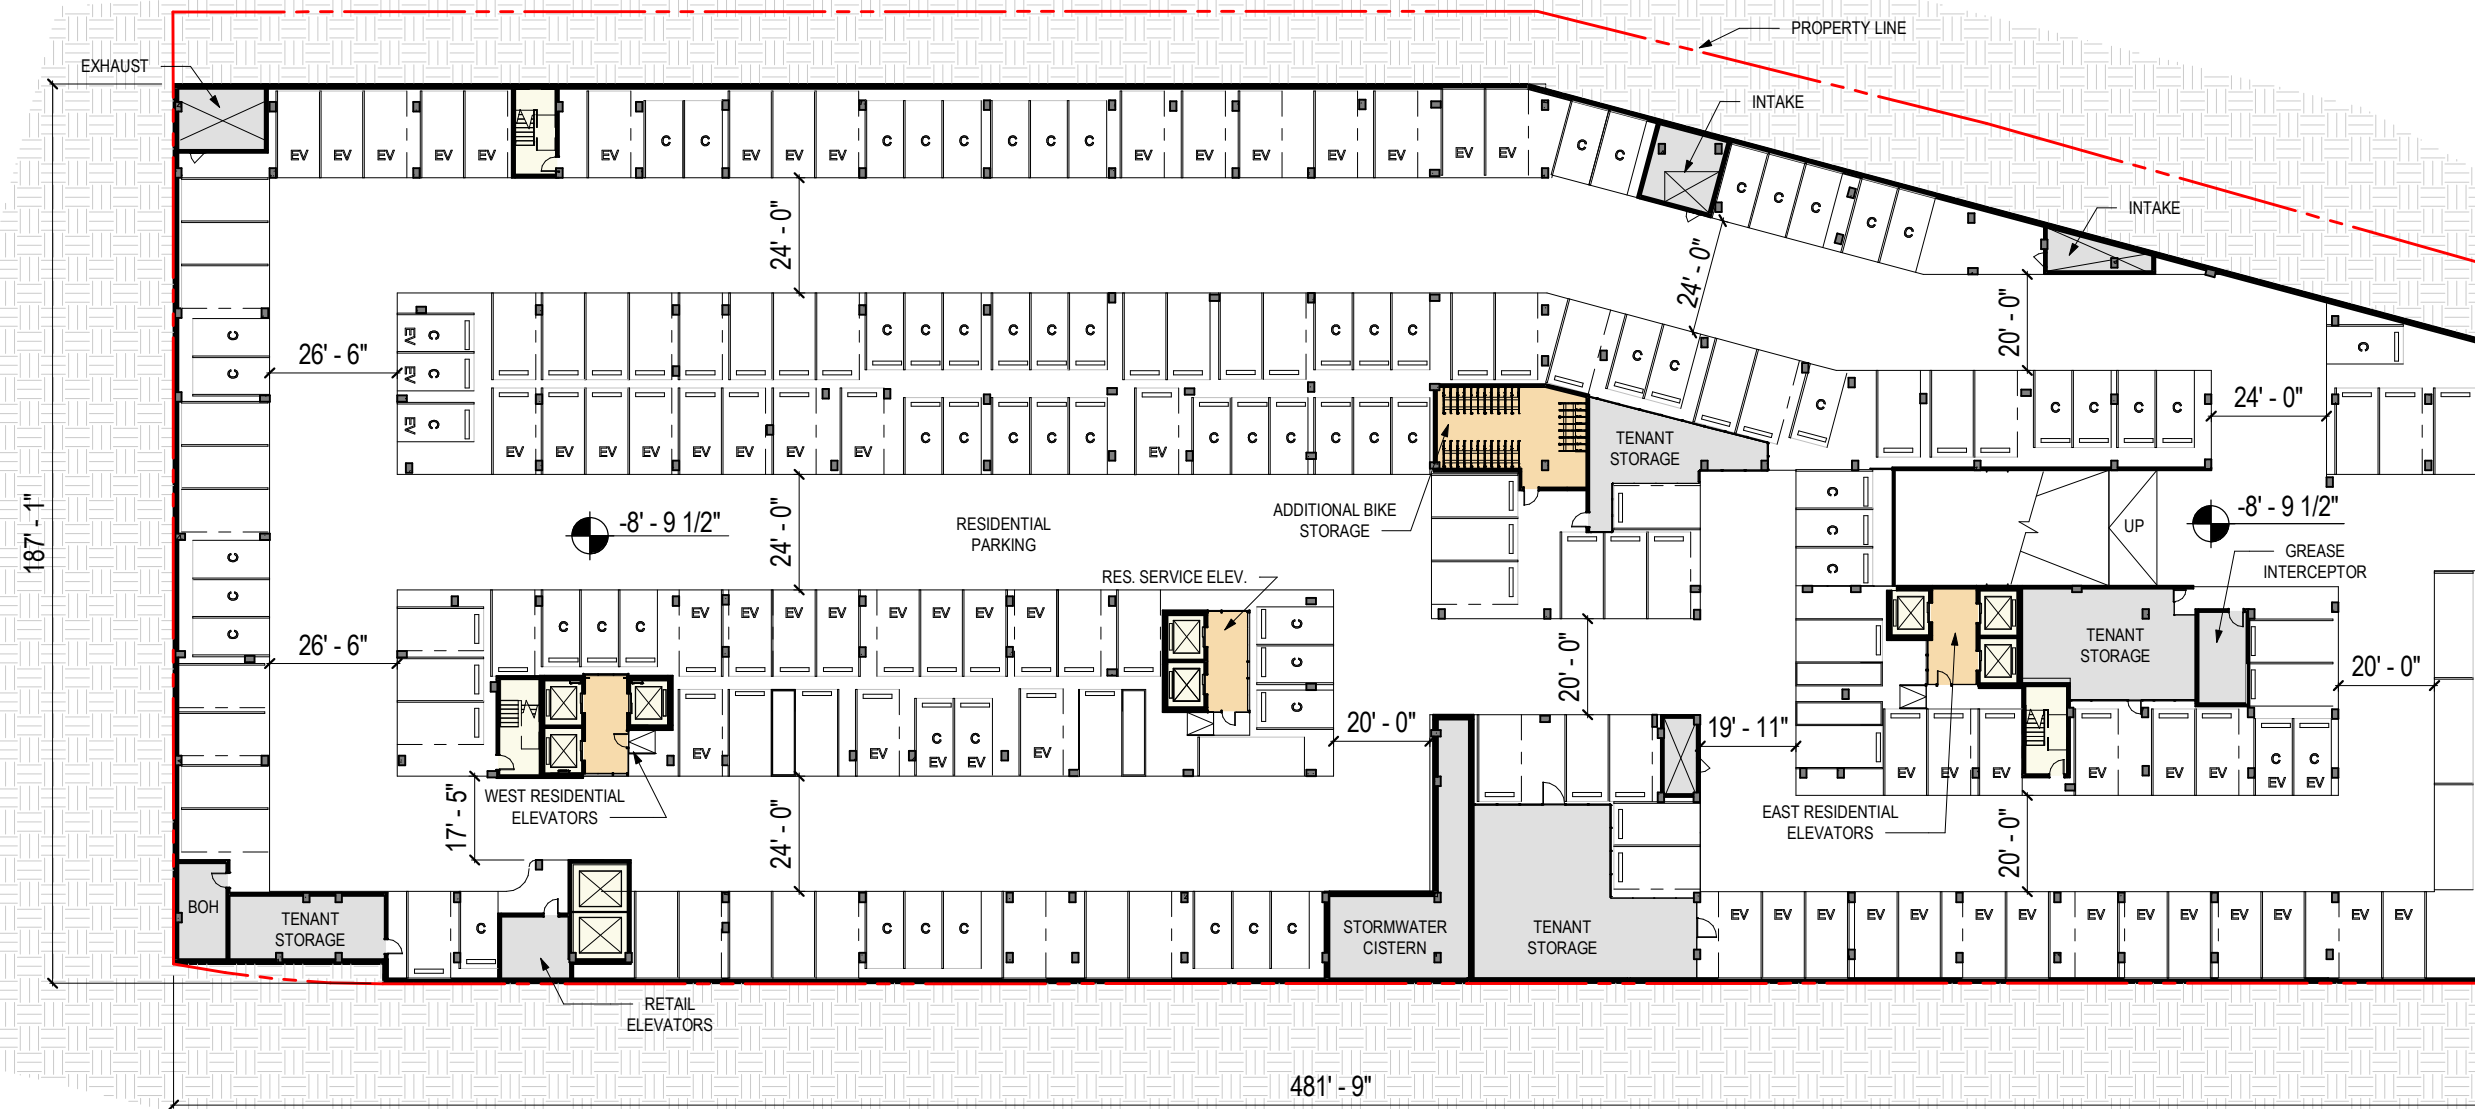 PROPERTY LINE
EXHAUST
INTAKE
EV EV EV EV EV EV C C EV EV EV C C C C C C EV EV EV EV EV EV EV C C
C C C C C
INTAKE
24' - 0"
24' - 0"
20' - 0"
C C C C C C C C C C C C
C
C
26' - 6"
EV C
EV C
EV C
C C C C C
24' - 0"
EV EV EV EV EV EV EV EV C C C C C EV C C C C C C
TENANT
STORAGE
187' - 1"
-8' - 9 1/2"
24' - 0"
RESIDENTIAL
PARKING
ADDITIONAL BIKE
STORAGE
C
C
C
UP
-8' - 9 1/2"
GREASE
INTERCEPTOR
RES. SERVICE ELEV.
C
C
C
26' - 6"
C C C EV EV EV EV EV EV EV EV
C
C
C
20' - 0"
TENANT
STORAGE
20' - 0"
EV EV C EV C EV EV
20' - 0"
19' - 11"
EV EV EV EV EV EV C EV C EV
WEST RESIDENTIAL
ELEVATORS
17' - 5"
24' - 0"
EAST RESIDENTIAL
ELEVATORS
20' - 0"
BOH
TENANT
STORAGE
C C C C C C C
STORMWATER
CISTERN
TENANT
STORAGE
EV EV EV EV EV EV EV EV EV EV EV EV EV EV
RETAIL
ELEVATORS
481' - 9"